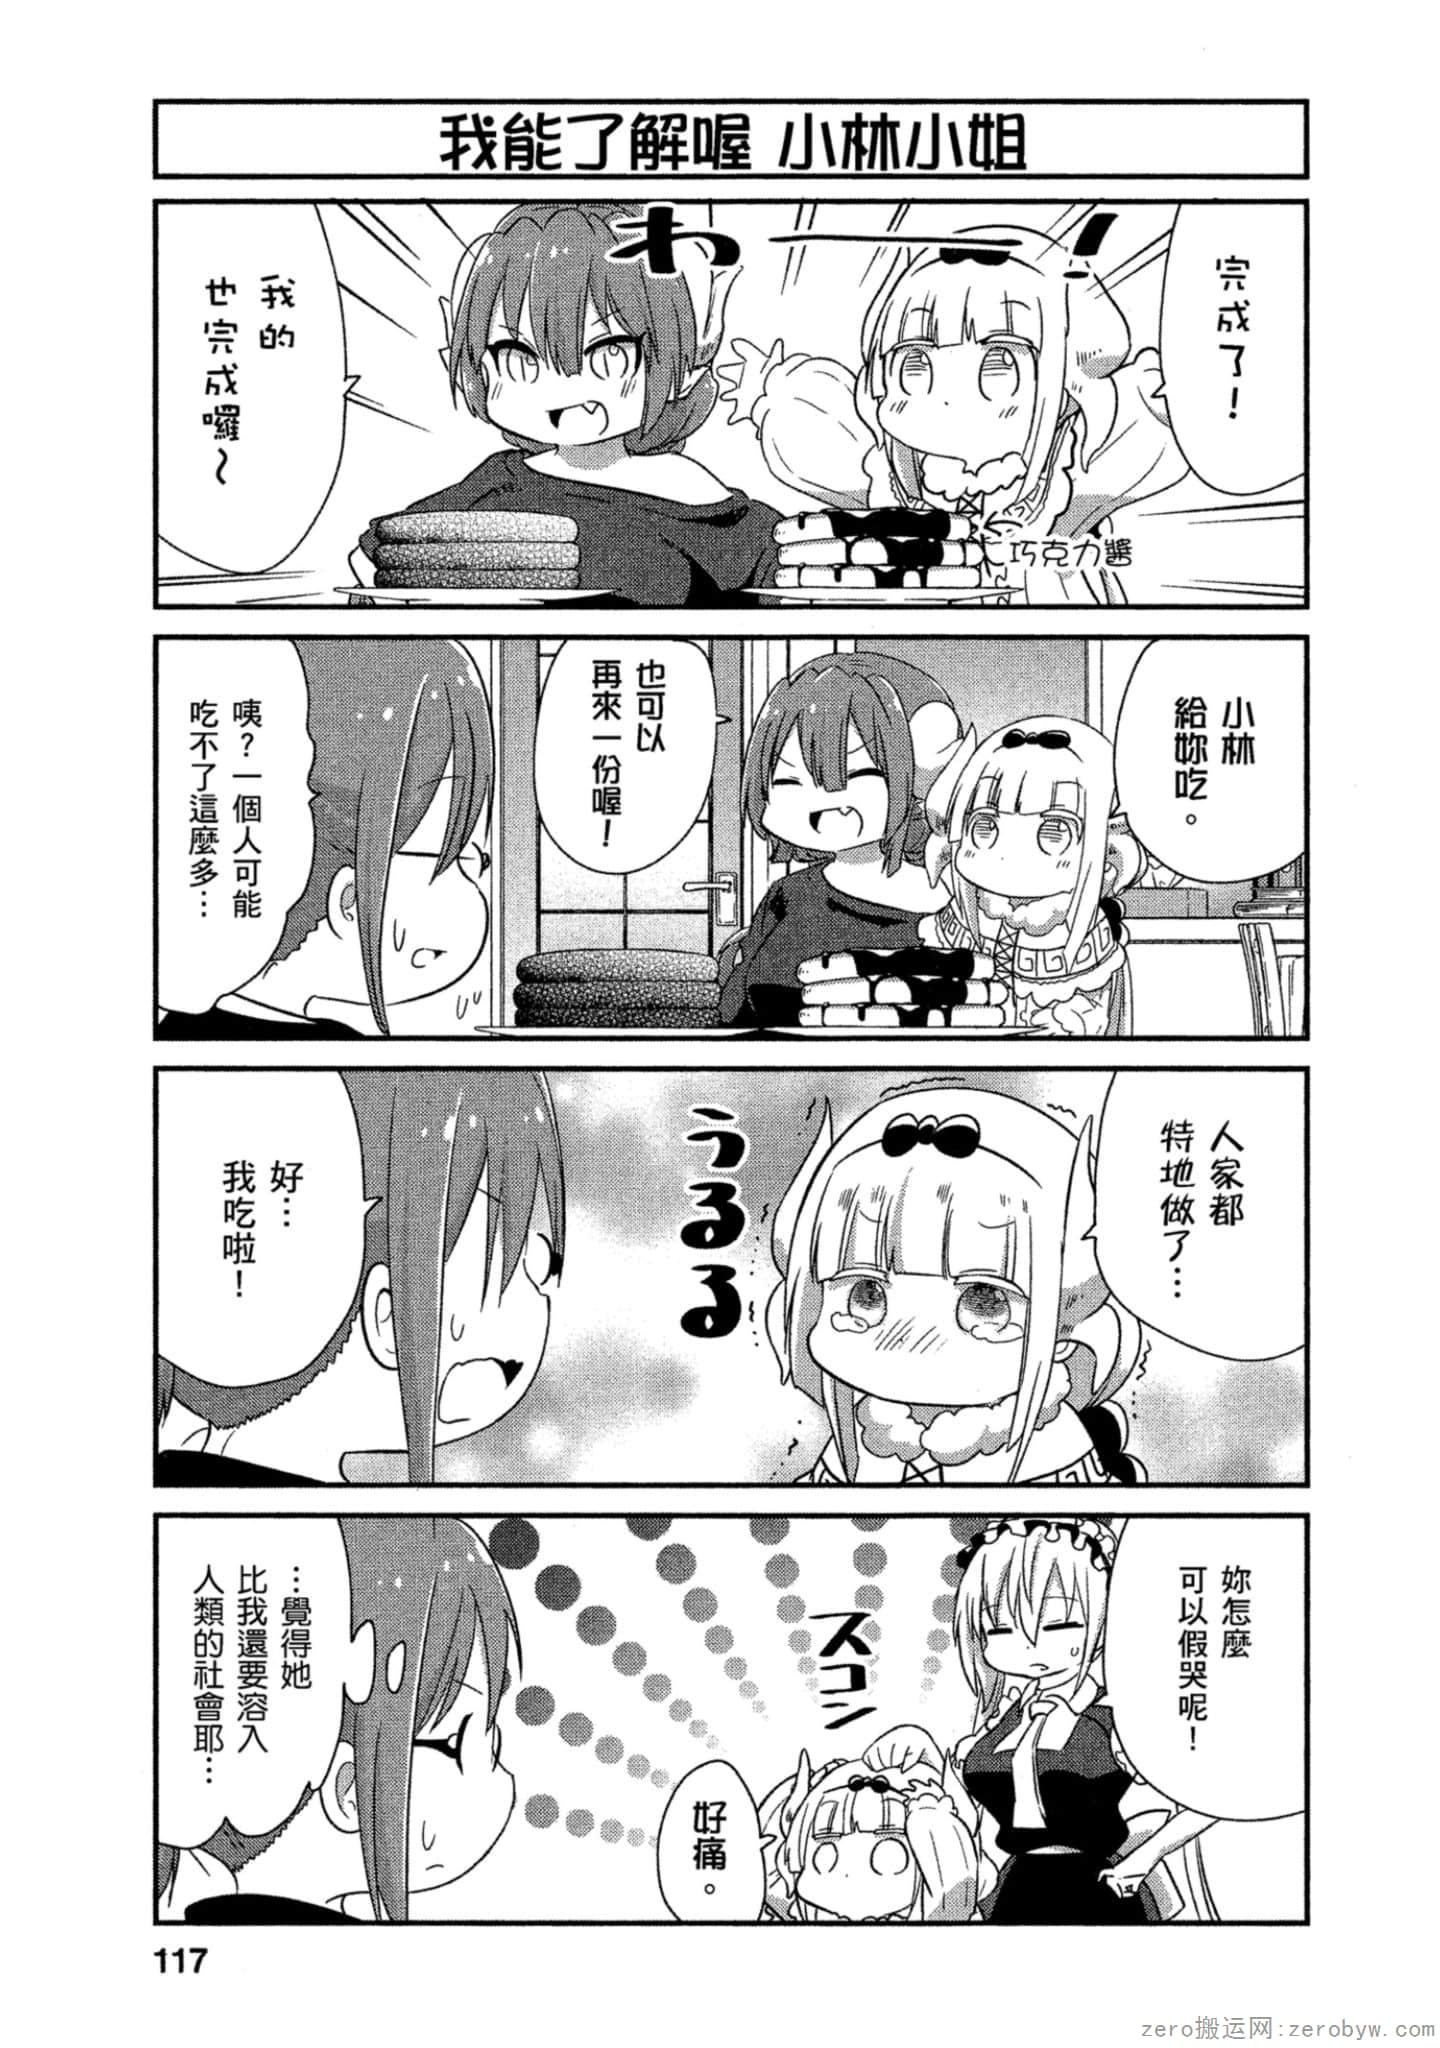 我能了解喔 小林小姐
わーー!
完成了!
我的
也完成囉～
巧克力醬
小林
給妳吃。
也可以
再來一份喔!
咦?一個人可能
吃不了這麼多…
人家都
特地做了…
うるるる
好…
我吃啦!
妳怎麼
可以假哭呢!
スコン
好痛。
…覺得她
比我還要溶入
人類的社會耶…
117
zero搬运网:zerobyw.com